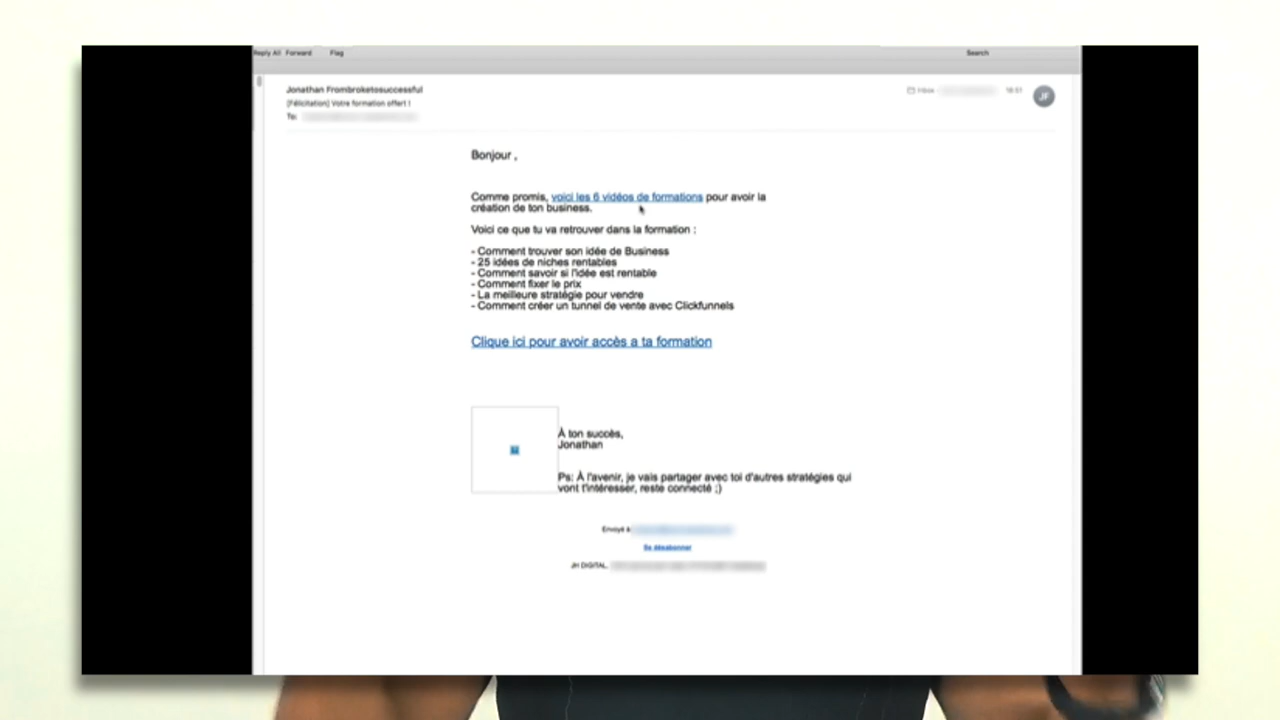 Reply All Forward Flag Search
Jonathan Frombroketosuccessful
Inbox - 18:51 JF
[Félicitation] Votre formation offert !
To:
Bonjour ,
Comme promis, voici les 6 vidéos de formations pour avoir la
création de ton business.
Voici ce que tu va retrouver dans la formation :
- Comment trouver son idée de Business
- 25 idées de niches rentables
- Comment savoir si l'idée est rentable
- Comment fixer le prix
- La meilleure stratégie pour vendre
- Comment créer un tunnel de vente avec Clickfunnels
Clique ici pour avoir accès a ta formation
À ton succès,
Jonathan
Ps: À l'avenir, je vais partager avec toi d'autres stratégies qui
vont t'intéresser, reste connecté ;)
Envoyé à
Se désabonner
JH DIGITAL,